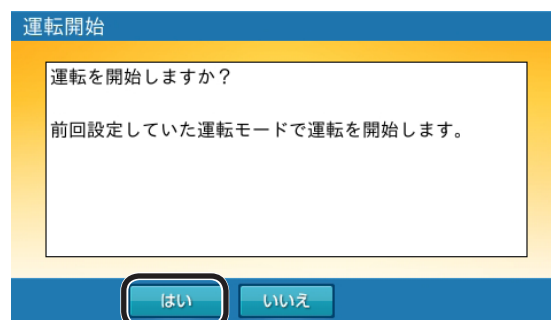 運転開始
運転を開始しますか？
前回設定していた運転モードで運転を開始します。
はい
いいえ